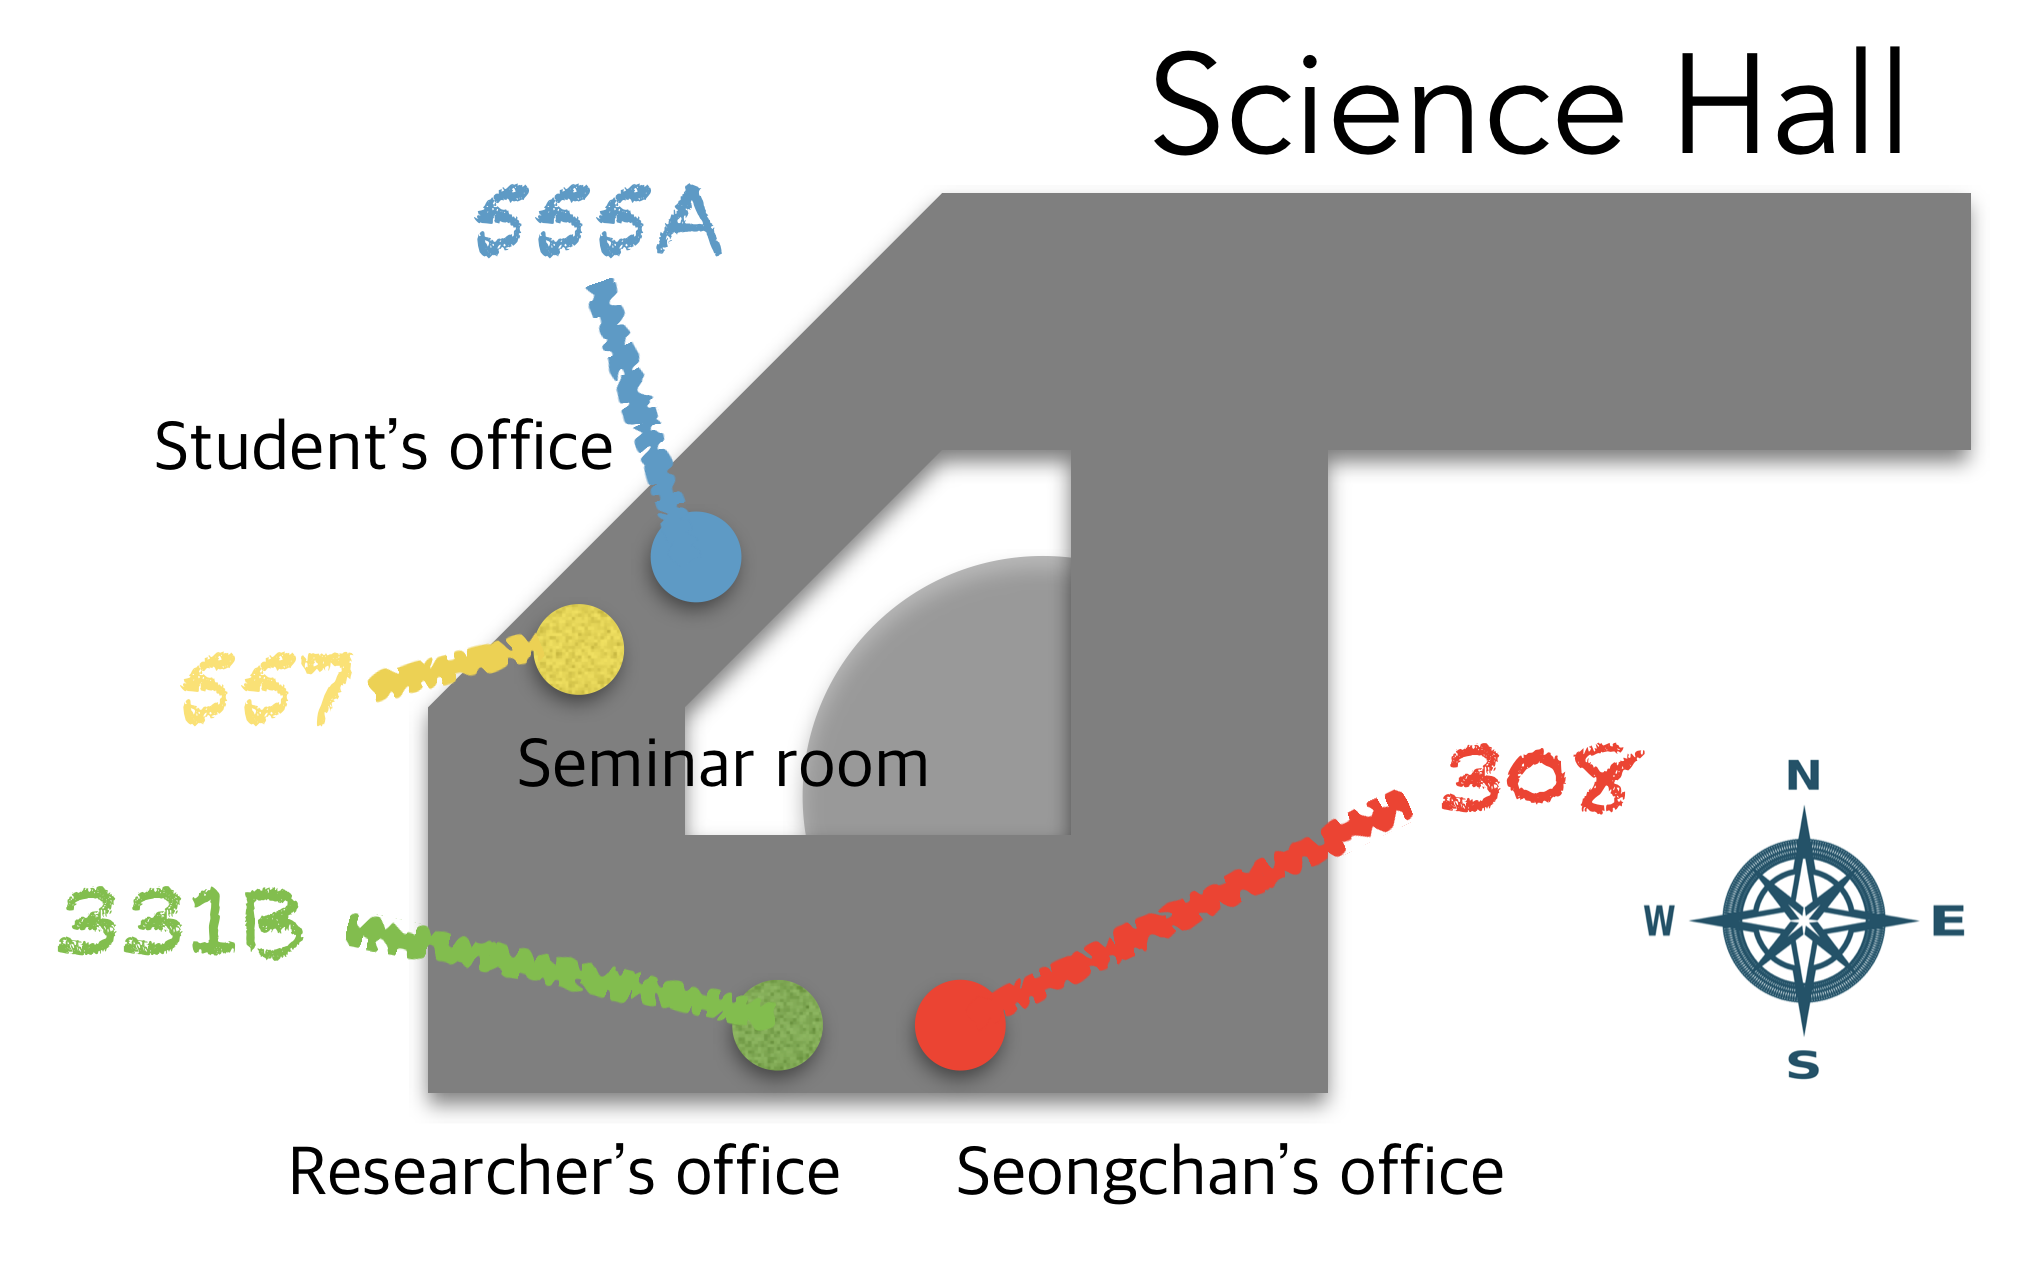 Science Hall
555A
Student's office
557
Seminar room
308
N
W
E
S
331B
Researcher's office
Seongchan's office